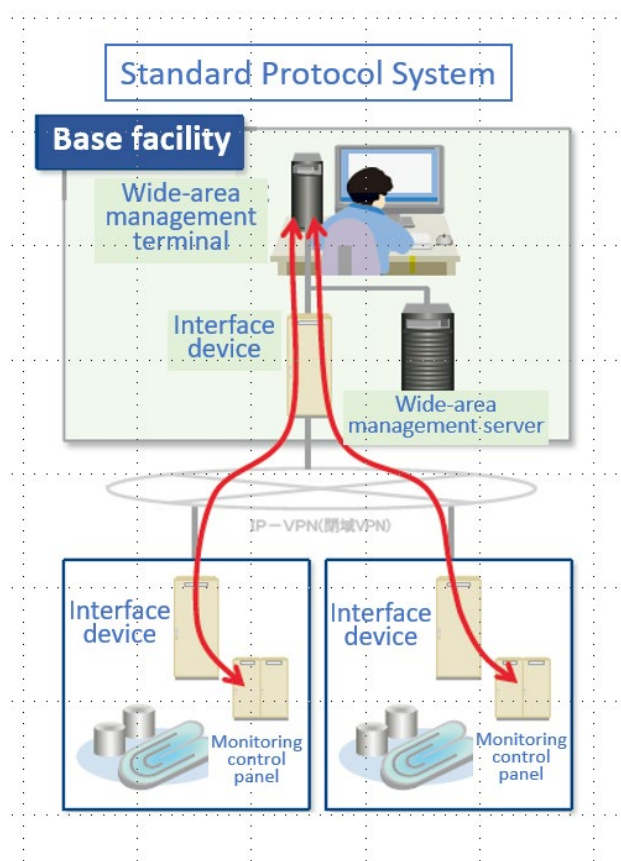 Standard Protocol System
Base facility
Wide-area
management
terminal
Interface
device
Wide-area
management server
IP－VPN(閉域VPN)
Interface
device
Monitoring
control
panel
Interface
device
Monitoring
control
panel